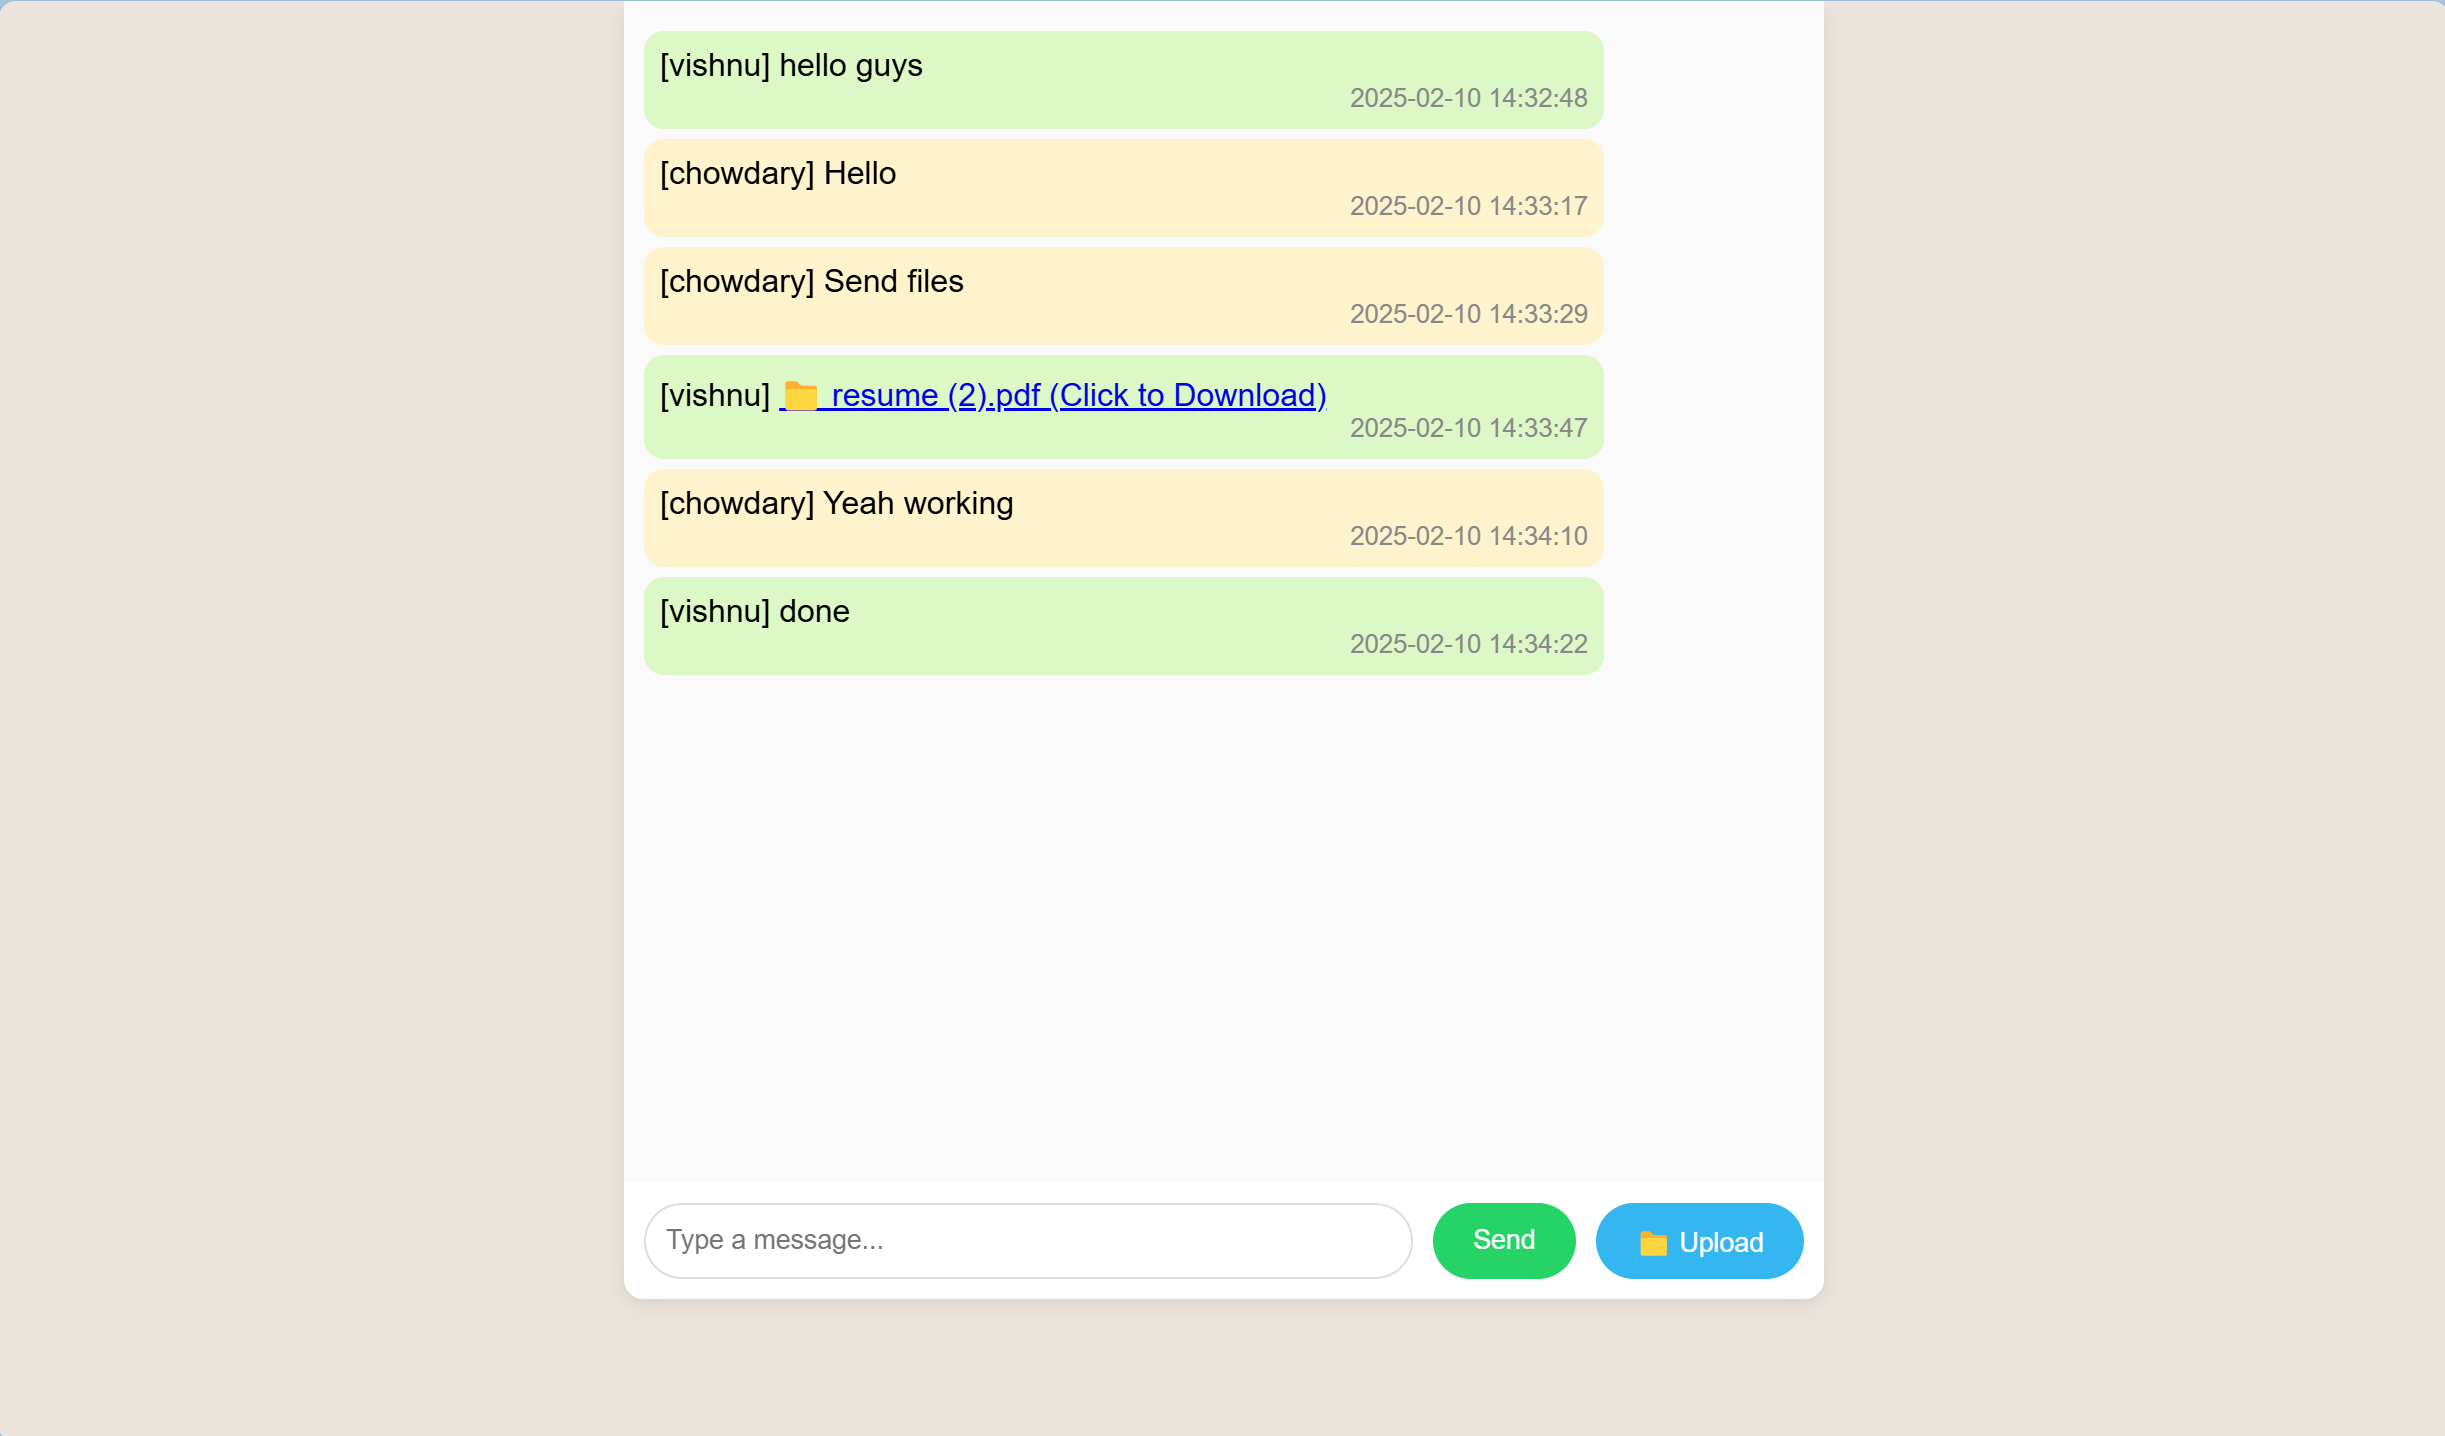 [vishnu] hello guys
2025-02-10 14:32:48
[chowdary] Hello
2025-02-10 14:33:17
[chowdary] Send files
2025-02-10 14:33:29
[vishnu] 📁 resume (2).pdf (Click to Download)
2025-02-10 14:33:47
[chowdary] Yeah working
2025-02-10 14:34:10
[vishnu] done
2025-02-10 14:34:22
Type a message... Send 📁 Upload